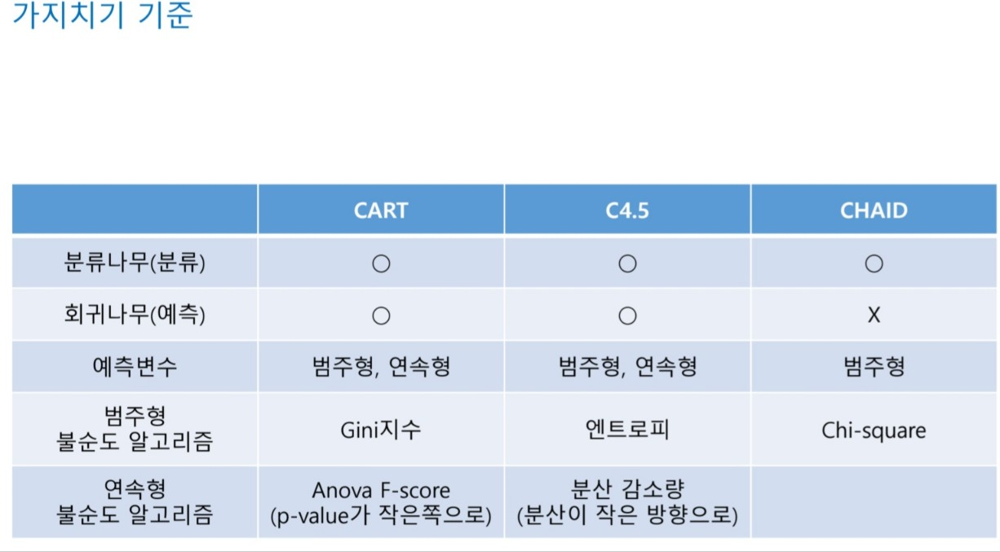 가지치기 기준
CART C4.5 CHAID
분류나무(분류) ○ ○ ○
회귀나무(예측) ○ ○ X
예측변수 범주형, 연속형 범주형, 연속형 범주형
범주형
불순도 알고리즘 Gini지수 엔트로피 Chi-square
연속형
불순도 알고리즘
Anova F-score
(p-value가 작은쪽으로)
분산 감소량
(분산이 작은 방향으로)